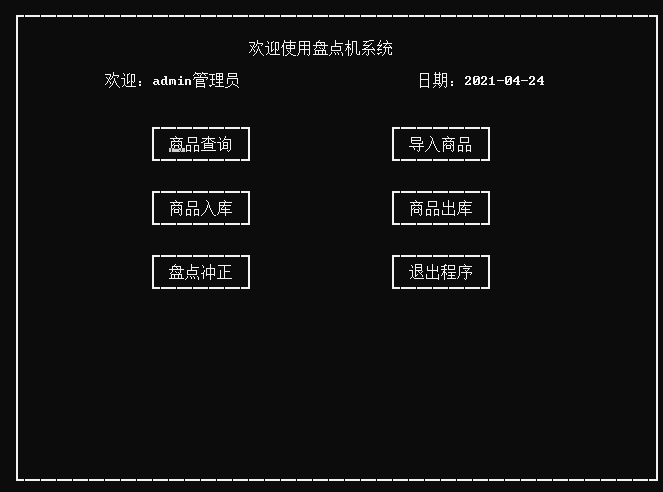 欢迎使用盘点机系统
欢迎：admin管理员 日期：2021-04-24
商品查询 导入商品
商品入库 商品出库
盘点冲正 退出程序